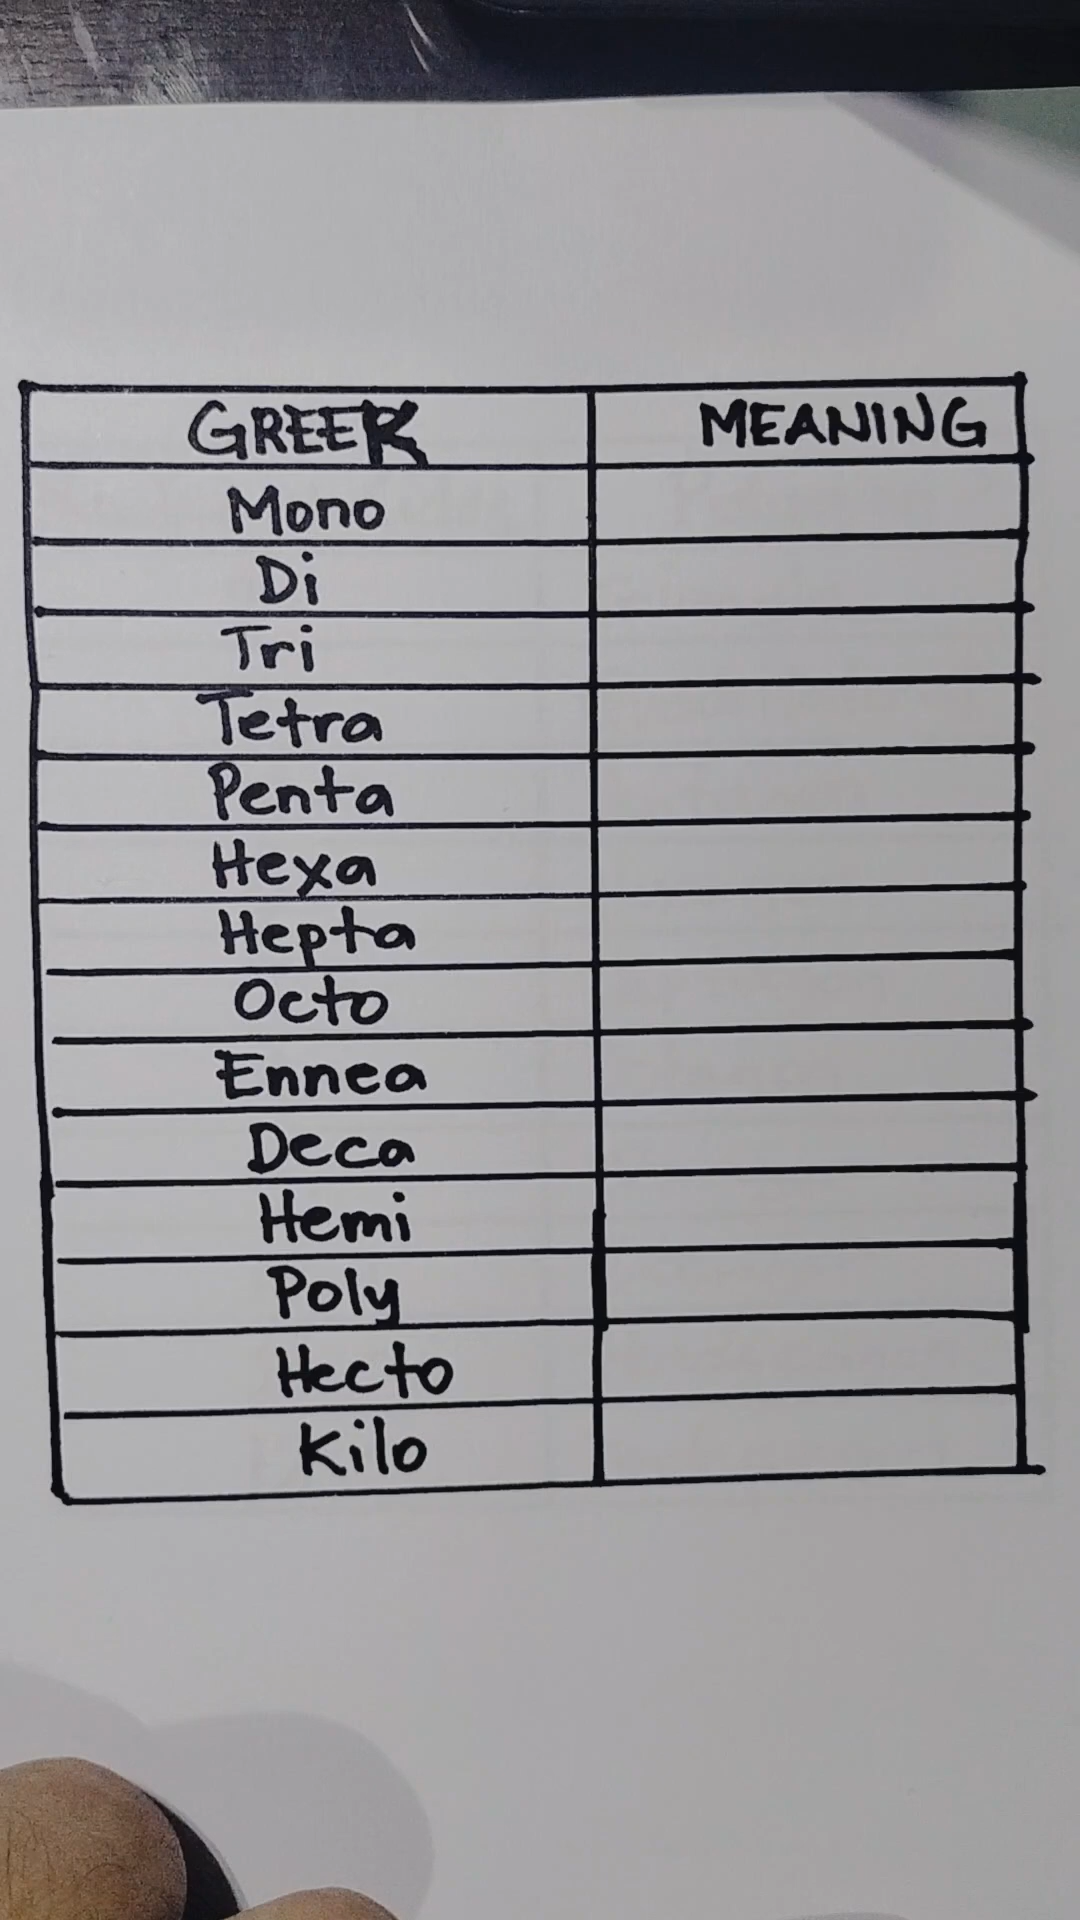 GREEK MEANING
Mono
Di
Tri
Tetra
Penta
Hexa
Hepta
Octo
Ennea
Deca
Hemi
Poly
Hecto
Kilo